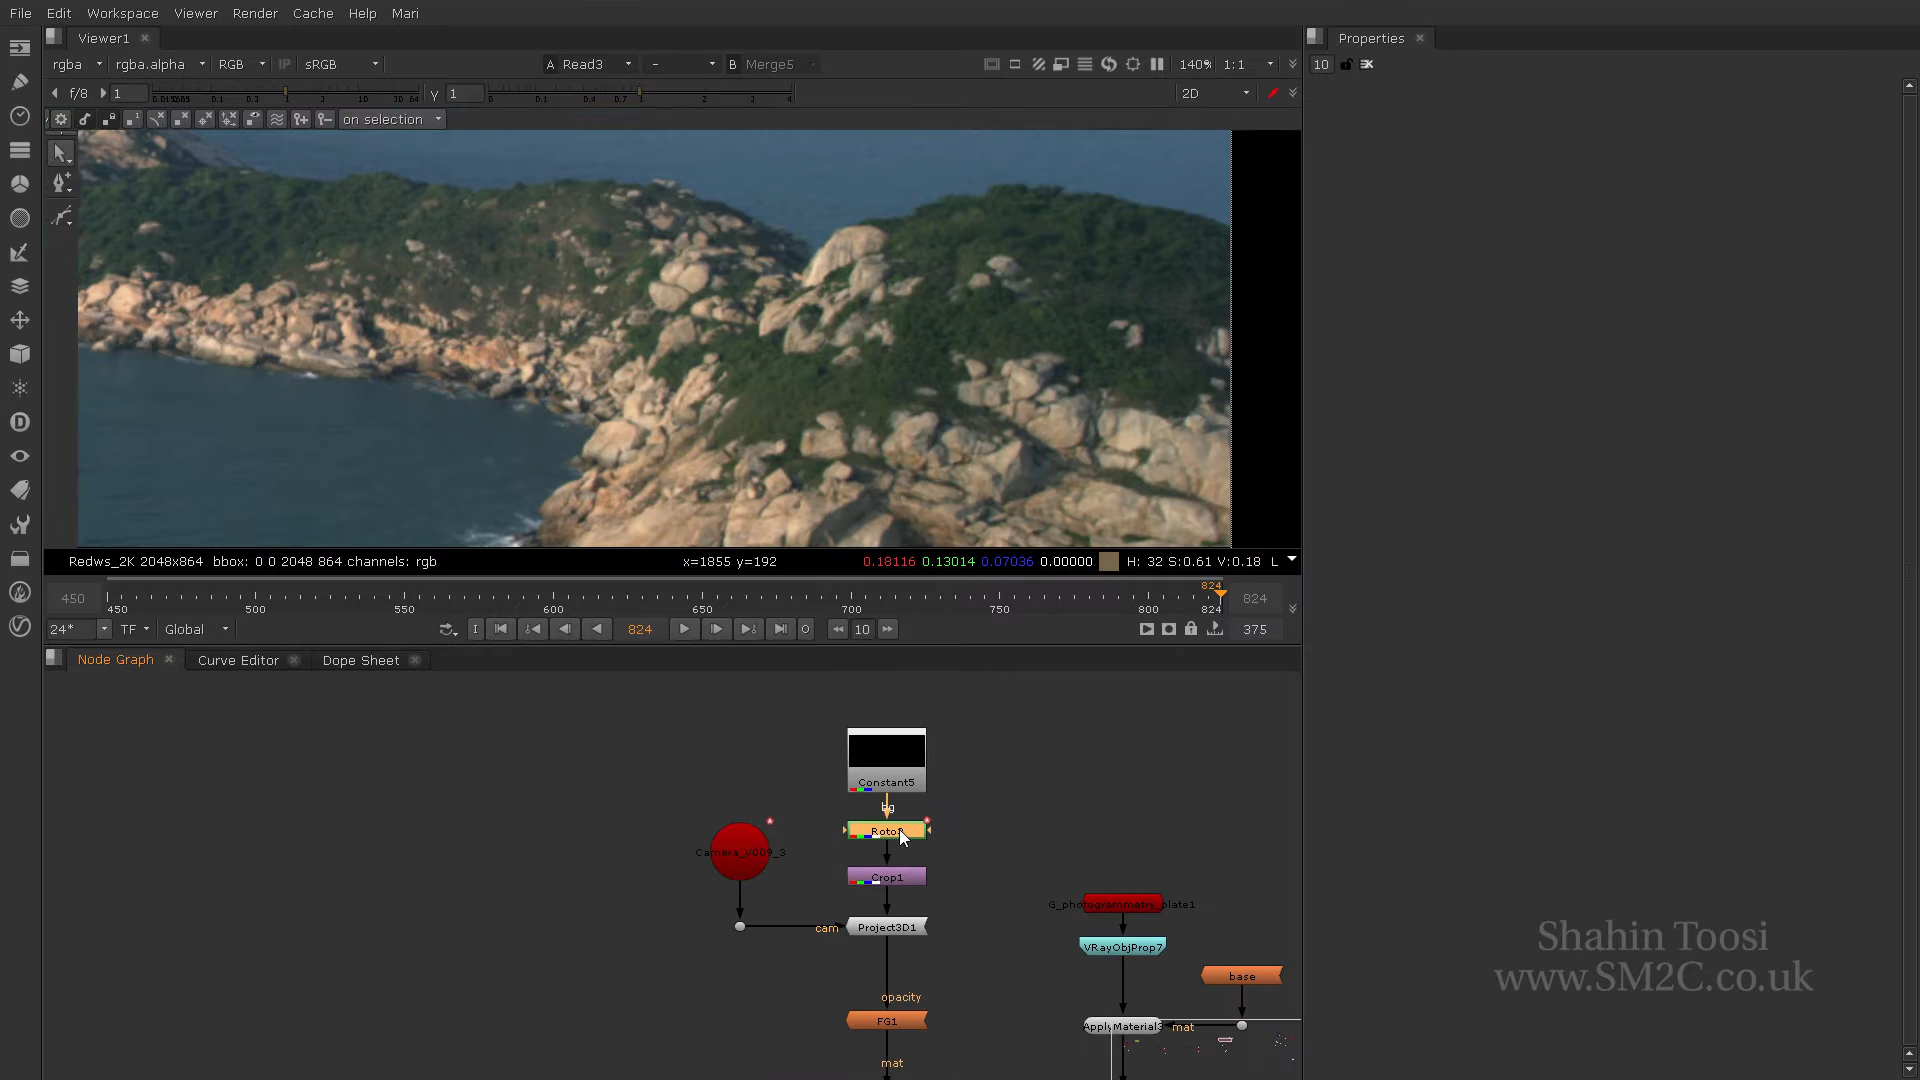 File Edit Workspace Viewer Render Cache Help Mari
Viewer1 Properties
rgba rgba.alpha RGB IP sRGB A Read3 - B Merge5 140% 1:1 10
f/8 1 0.1 0.3 1 3 10 30 64 γ 1 0 0.1 0.4 0.7 1 2 3 4 2D
on selection
Redws_2K 2048x864 bbox: 0 0 2048 864 channels: rgb x=1855 y=192 0.18116 0.13014 0.07036 0.00000 H: 32 S:0.61 V:0.18 L
824
450 450 500 550 600 650 700 750 800 824 824
24* TF Global I 824 O 10 375
Node Graph Curve Editor Dope Sheet
Constant5
bg
Camera_V009_3
Crop1
G_photogrammetry_plate1
cam Project3D1
VRayObjProp7
base
opacity
FG1
ApplyMaterial3 mat
mat
Shahin Toosi
www.SM2C.co.uk